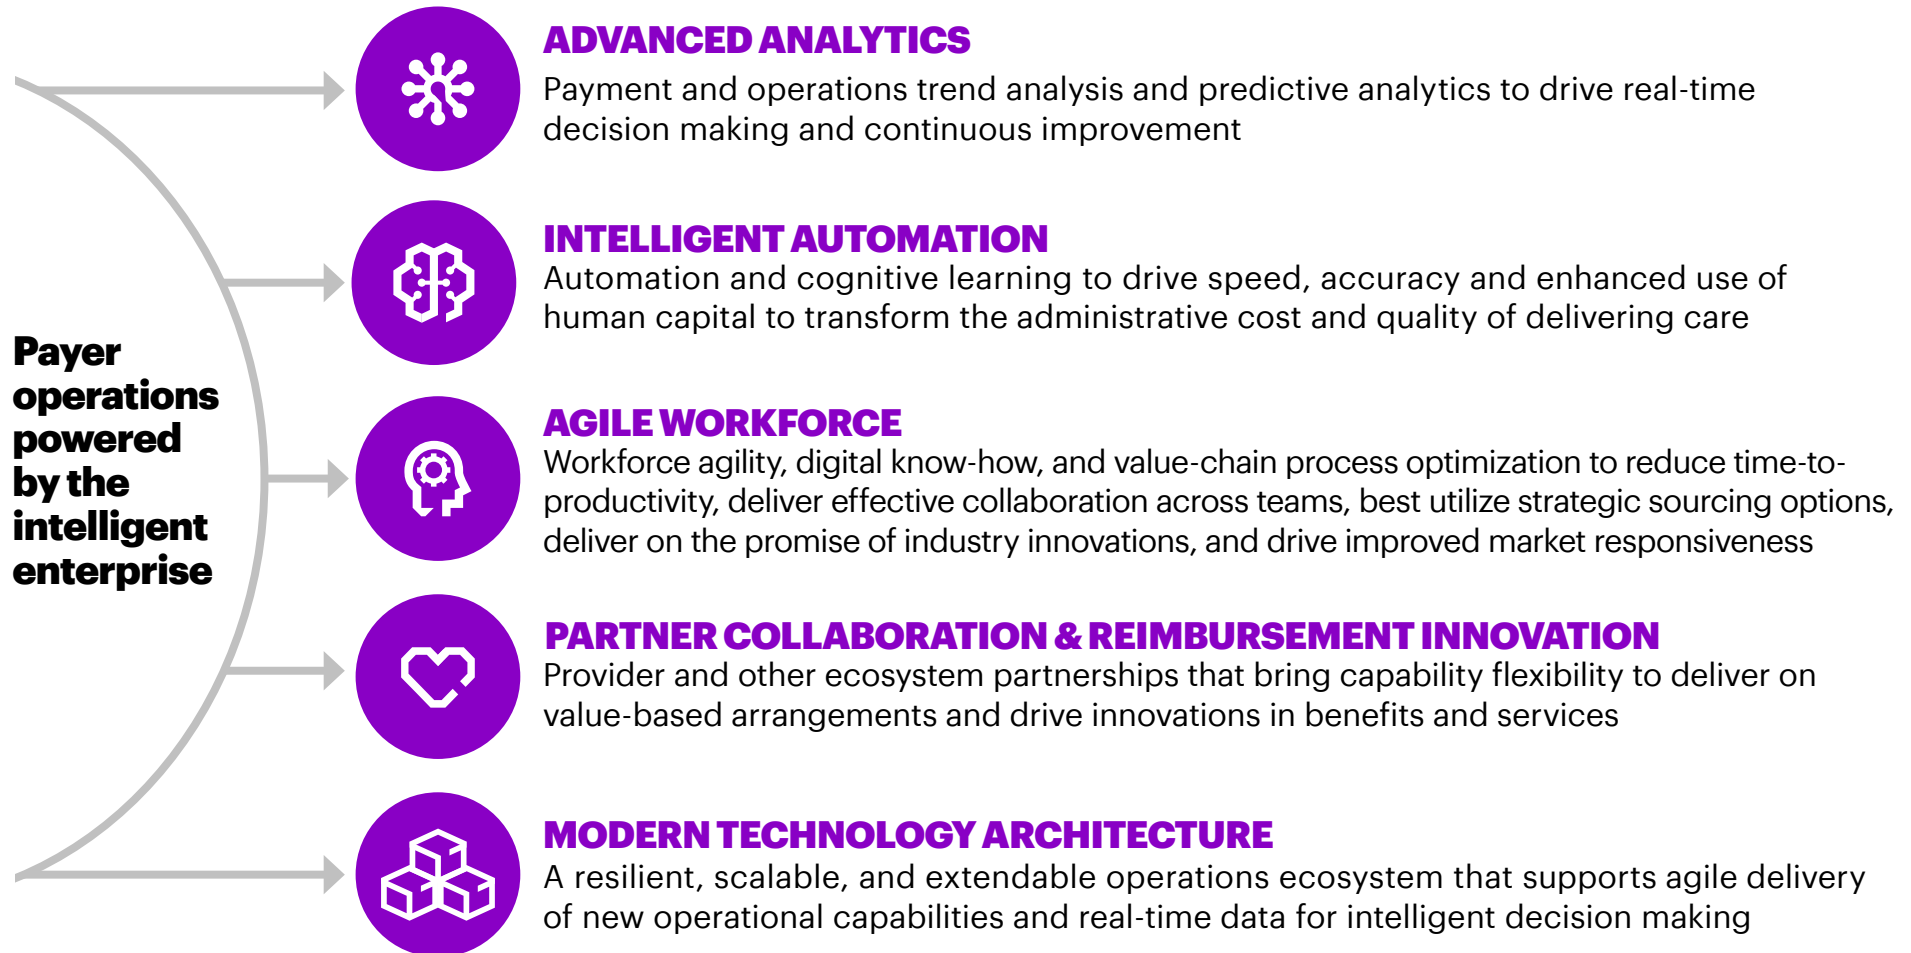 Payer
operations
powered
by the
intelligent
enterprise
ADVANCED ANALYTICS
Payment and operations trend analysis and predictive analytics to drive real-time
decision making and continuous improvement
INTELLIGENT AUTOMATION
Automation and cognitive learning to drive speed, accuracy and enhanced use of
human capital to transform the administrative cost and quality of delivering care
AGILE WORKFORCE
Workforce agility, digital know-how, and value-chain process optimization to reduce time-to-
productivity, deliver effective collaboration across teams, best utilize strategic sourcing options,
deliver on the promise of industry innovations, and drive improved market responsiveness
PARTNER COLLABORATION & REIMBURSEMENT INNOVATION
Provider and other ecosystem partnerships that bring capability flexibility to deliver on
value-based arrangements and drive innovations in benefits and services
MODERN TECHNOLOGY ARCHITECTURE
A resilient, scalable, and extendable operations ecosystem that supports agile delivery
of new operational capabilities and real-time data for intelligent decision making